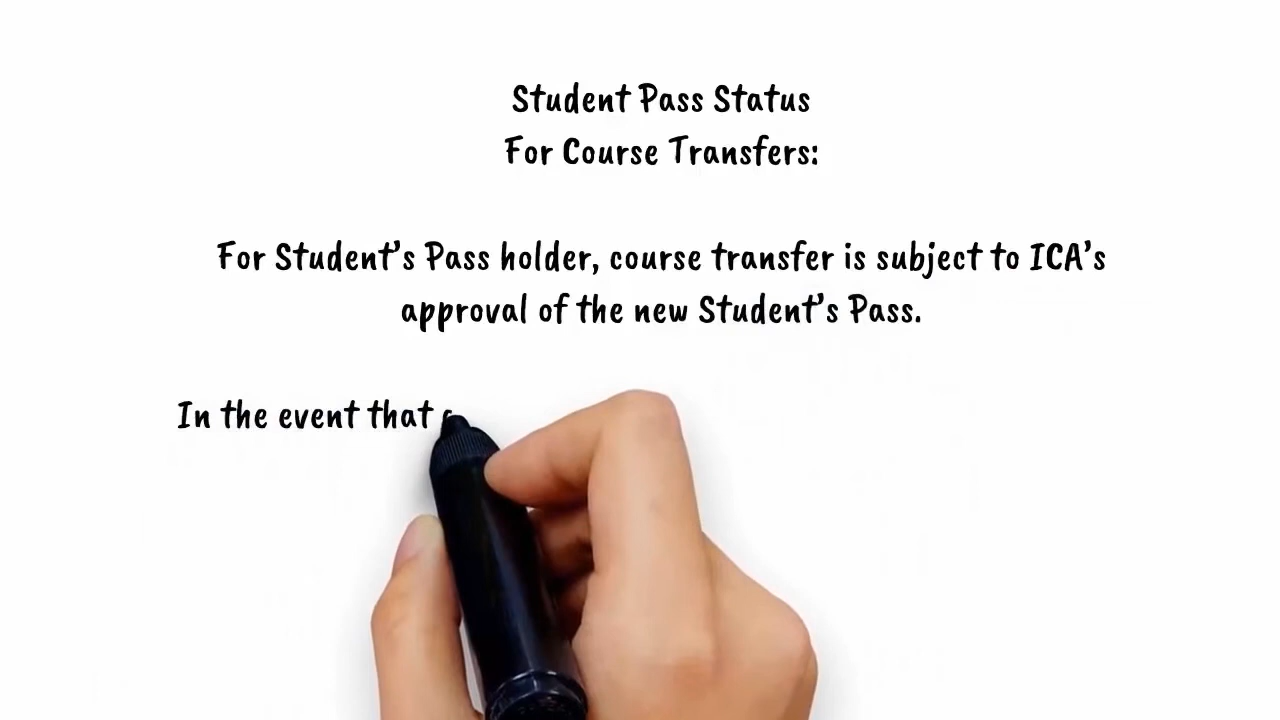 Student Pass Status
For Course Transfers:
For Student's Pass holder, course transfer is subject to ICA's
approval of the new Student's Pass.
In the event that